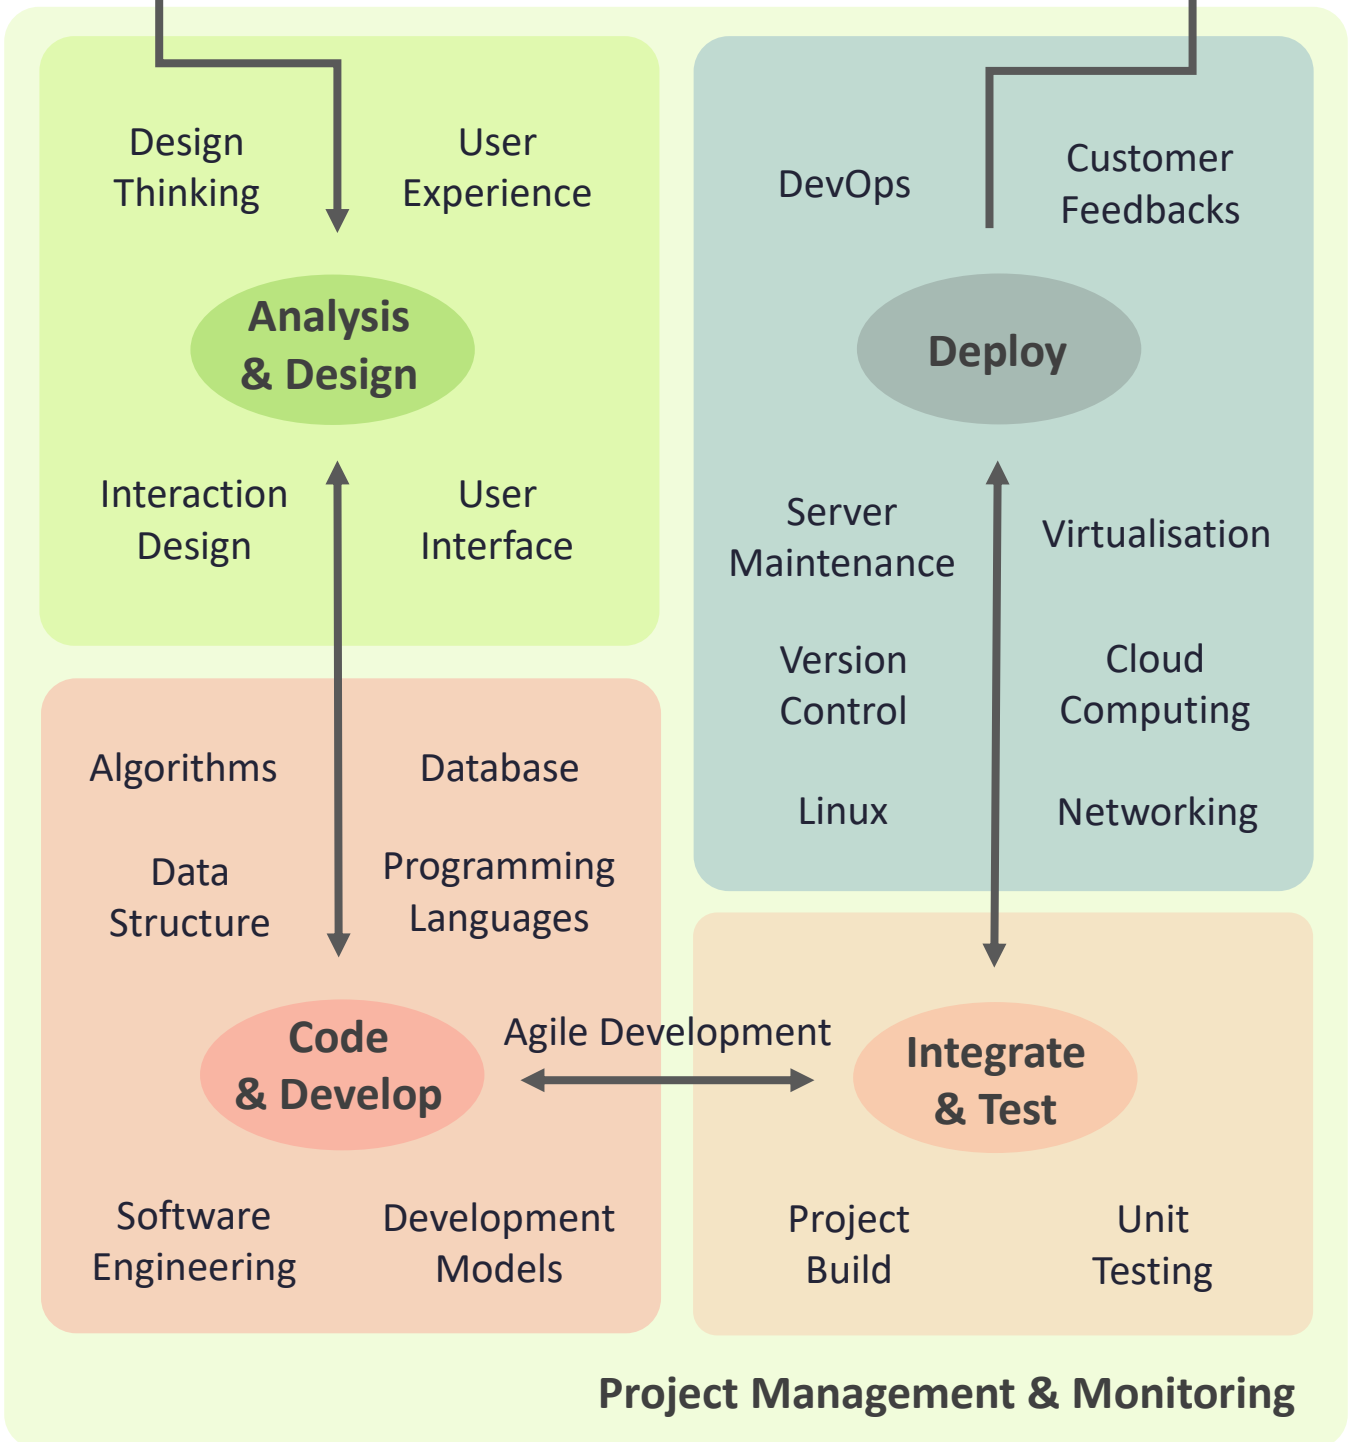 Design
Thinking
User
Experience
Analysis
& Design
Interaction
Design
User
Interface
DevOps
Customer
Feedbacks
Deploy
Server
Maintenance
Virtualisation
Version
Control
Cloud
Computing
Linux
Networking
Algorithms
Database
Data
Structure
Programming
Languages
Code
& Develop
Agile Development
Software
Engineering
Development
Models
Integrate
& Test
Project
Build
Unit
Testing
Project Management & Monitoring